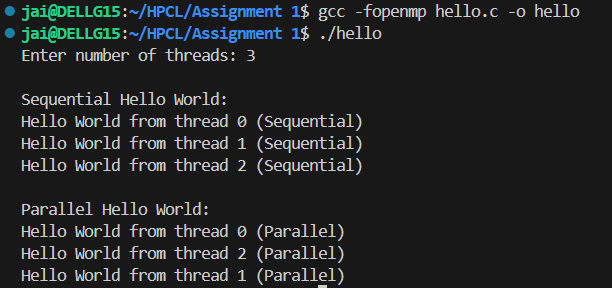 jai@DELLG15:~/HPCL/Assignment 1$ gcc -fopenmp hello.c -o hello
jai@DELLG15:~/HPCL/Assignment 1$ ./hello
Enter number of threads: 3
Sequential Hello World:
Hello World from thread 0 (Sequential)
Hello World from thread 1 (Sequential)
Hello World from thread 2 (Sequential)
Parallel Hello World:
Hello World from thread 0 (Parallel)
Hello World from thread 2 (Parallel)
Hello World from thread 1 (Parallel)